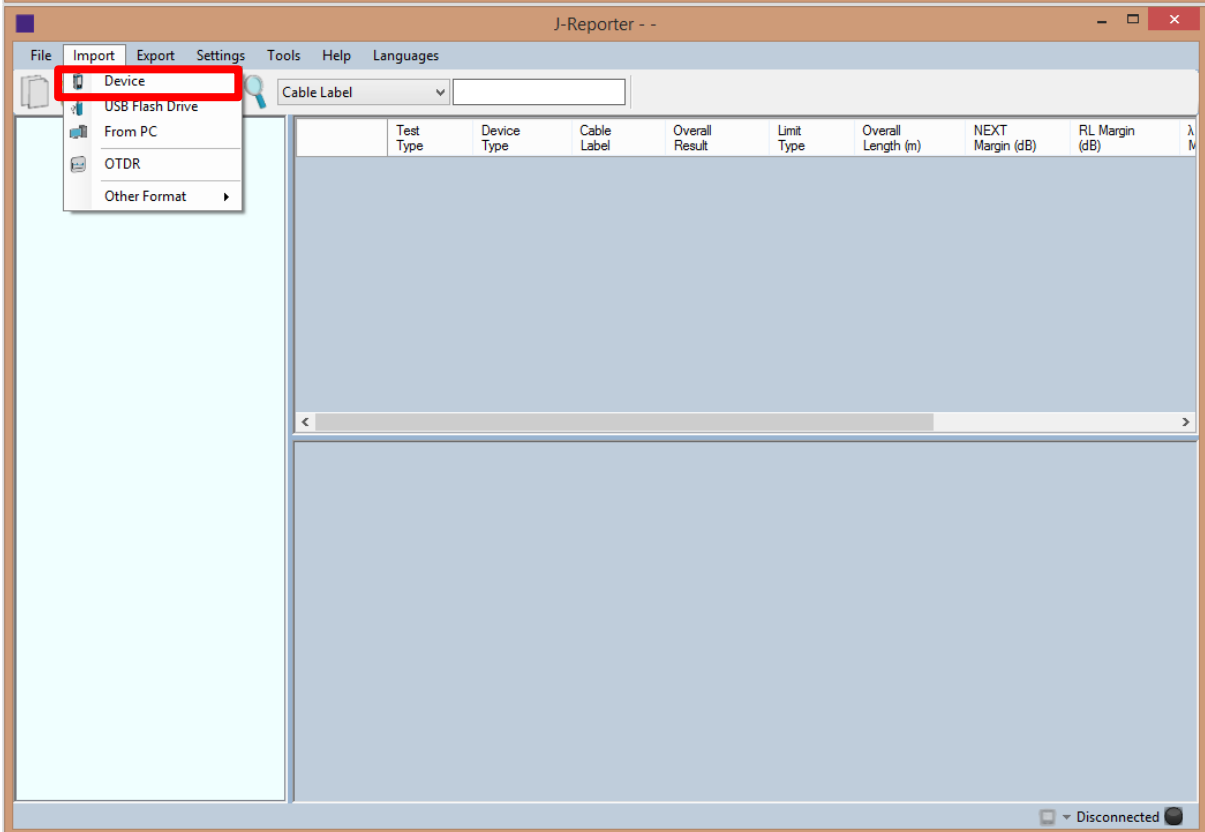 J-Reporter - -
File Import Export Settings Tools Help Languages
Device
USB Flash Drive
From PC
OTDR
Other Format
Cable Label
Test Type
Device Type
Cable Label
Overall Result
Limit Type
Overall Length (m)
NEXT Margin (dB)
RL Margin (dB)
λ
Disconnected